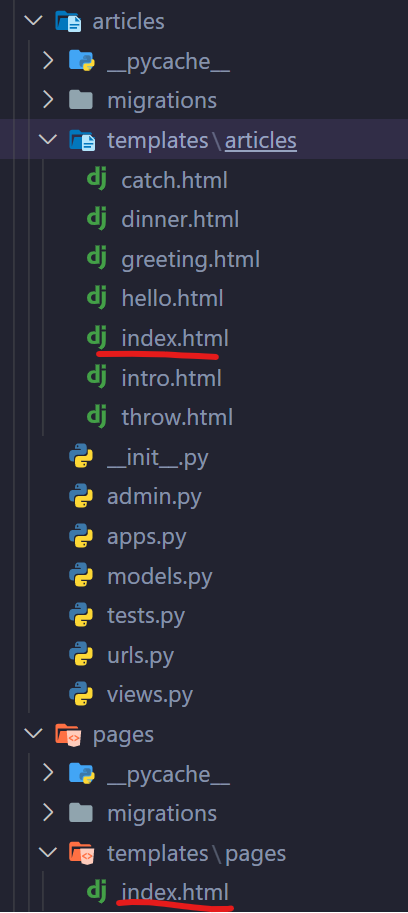 articles
__pycache__
migrations
templates\articles
dj catch.html
dj dinner.html
dj greeting.html
dj hello.html
dj index.html
dj intro.html
dj throw.html
__init__.py
admin.py
apps.py
models.py
tests.py
urls.py
views.py
pages
__pycache__
migrations
templates\pages
dj index.html